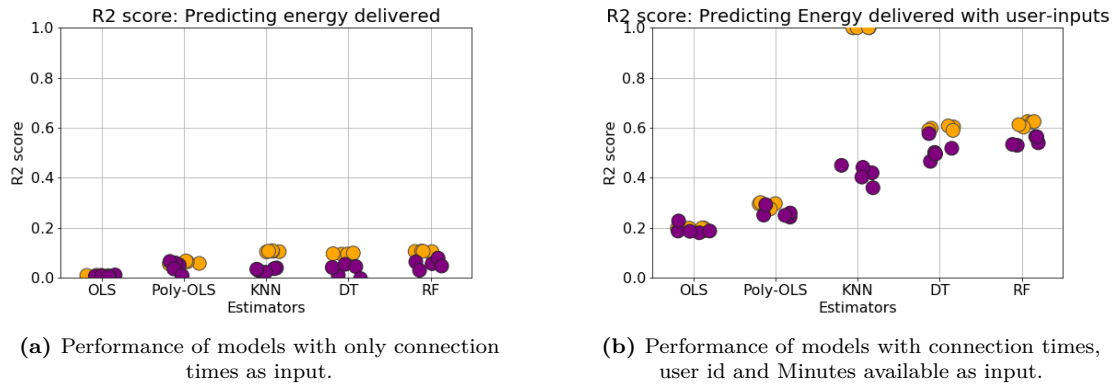 R2 score: Predicting energy delivered
1.0
0.8
0.6
0.4
0.2
0.0
R2 score
OLS
Poly-OLS
KNN
DT
RF
Estimators
(a) Performance of models with only connection
times as input.
R2 score: Predicting Energy delivered with user-inputs
1.0
0.8
0.6
0.4
0.2
0.0
R2 score
OLS
Poly-OLS
KNN
DT
RF
Estimators
(b) Performance of models with connection times,
user id and Minutes available as input.